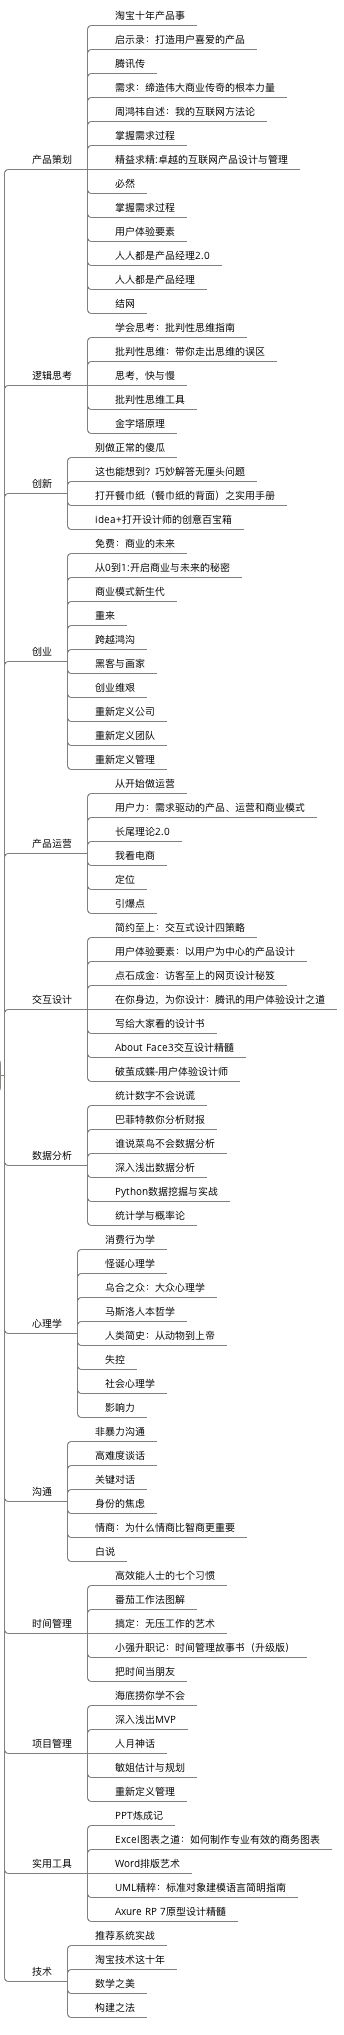 产品策划
淘宝十年产品事
启示录：打造用户喜爱的产品
腾讯传
需求：缔造伟大商业传奇的根本力量
周鸿祎自述：我的互联网方法论
掌握需求过程
精益求精:卓越的互联网产品设计与管理
必然
掌握需求过程
用户体验要素
人人都是产品经理2.0
人人都是产品经理
结网
逻辑思考
学会思考：批判性思维指南
批判性思维：带你走出思维的误区
思考，快与慢
批判性思维工具
金字塔原理
创新
别做正常的傻瓜
这也能想到？巧妙解答无厘头问题
打开餐巾纸（餐巾纸的背面）之实用手册
idea+打开设计师的创意百宝箱
创业
免费：商业的未来
从0到1:开启商业与未来的秘密
商业模式新生代
重来
跨越鸿沟
黑客与画家
创业维艰
重新定义公司
重新定义团队
重新定义管理
产品运营
从开始做运营
用户力：需求驱动的产品、运营和商业模式
长尾理论2.0
我看电商
定位
引爆点
交互设计
简约至上：交互式设计四策略
用户体验要素：以用户为中心的产品设计
点石成金：访客至上的网页设计秘笈
在你身边，为你设计：腾讯的用户体验设计之道
写给大家看的设计书
About Face3交互设计精髓
破茧成蝶-用户体验设计师
数据分析
统计数字不会说谎
巴菲特教你分析财报
谁说菜鸟不会数据分析
深入浅出数据分析
Python数据挖掘与实战
统计学与概率论
心理学
消费行为学
怪诞心理学
乌合之众：大众心理学
马斯洛人本哲学
人类简史：从动物到上帝
失控
社会心理学
影响力
沟通
非暴力沟通
高难度谈话
关键对话
身份的焦虑
情商：为什么情商比智商更重要
白说
时间管理
高效能人士的七个习惯
番茄工作法图解
搞定：无压工作的艺术
小强升职记：时间管理故事书（升级版）
把时间当朋友
项目管理
海底捞你学不会
深入浅出MVP
人月神话
敏姐估计与规划
重新定义管理
实用工具
PPT炼成记
Excel图表之道：如何制作专业有效的商务图表
Word排版艺术
UML精粹：标准对象建模语言简明指南
Axure RP 7原型设计精髓
技术
推荐系统实战
淘宝技术这十年
数学之美
构建之法